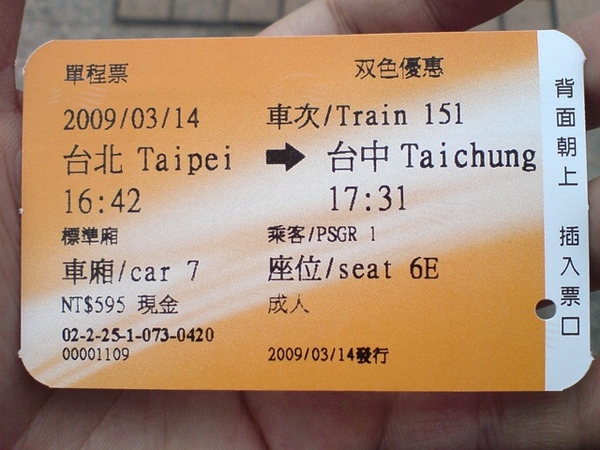 單程票 双色優惠
2009/03/14 車次/Train 151
台北 Taipei ➡ 台中 Taichung
16:42 17:31
標準廂 乘客/PSGR 1
車廂/car 7 座位/seat 6E
NT$595 現金 成人
02-2-25-1-073-0420
00001109 2009/03/14發行
背面朝上 插入票口